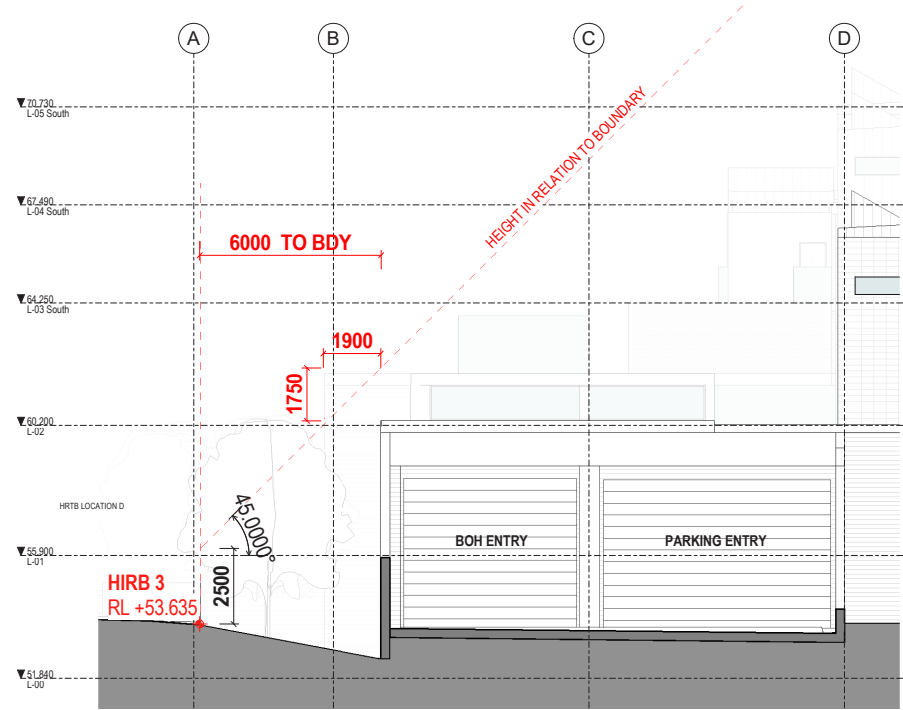 A
B
C
D
70.730
L-05 South
HEIGHT IN RELATION TO BOUNDARY
67.490
L-04 South
6000 TO BDY
64.250
L-03 South
1900
1750
60.200
L-02
HRTB LOCATION D
45.0000°
BOH ENTRY
PARKING ENTRY
55.900
L-01
2500
HIRB 3
RL +53.635
51.840
L-00